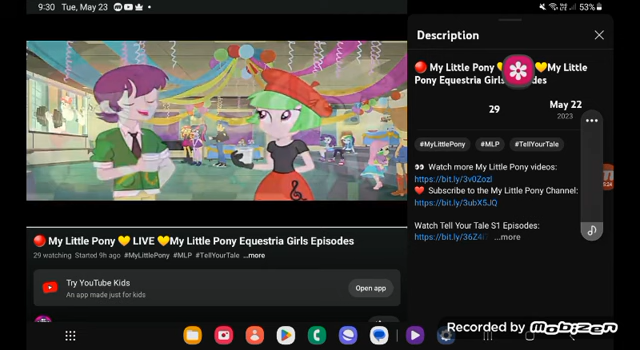 9:30 Tue, May 23
53%
Description
My Little Pony My Little
Pony Equestria Girls
29
May 22
2023
#MyLittlePony #MLP #TellYourTale
Watch more My Little Pony videos:
https://bit.ly/3v0Zozl
Subscribe to the My Little Pony Channel:
https://bit.ly/3ubX5JQ
Watch Tell Your Tale S1 Episodes:
...more
My Little Pony LIVE My Little Pony Equestria Girls Episodes
29 watching Started 9h ago #MyLittlePony #MLP #TellYourTale ...more
Try YouTube Kids
An app made just for kids
Open app
Recorded by Mobizen